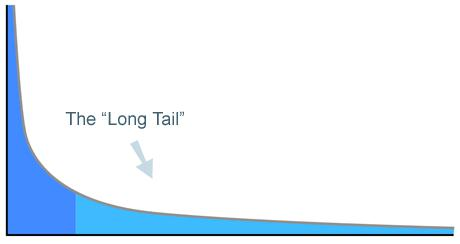 The “Long Tail”